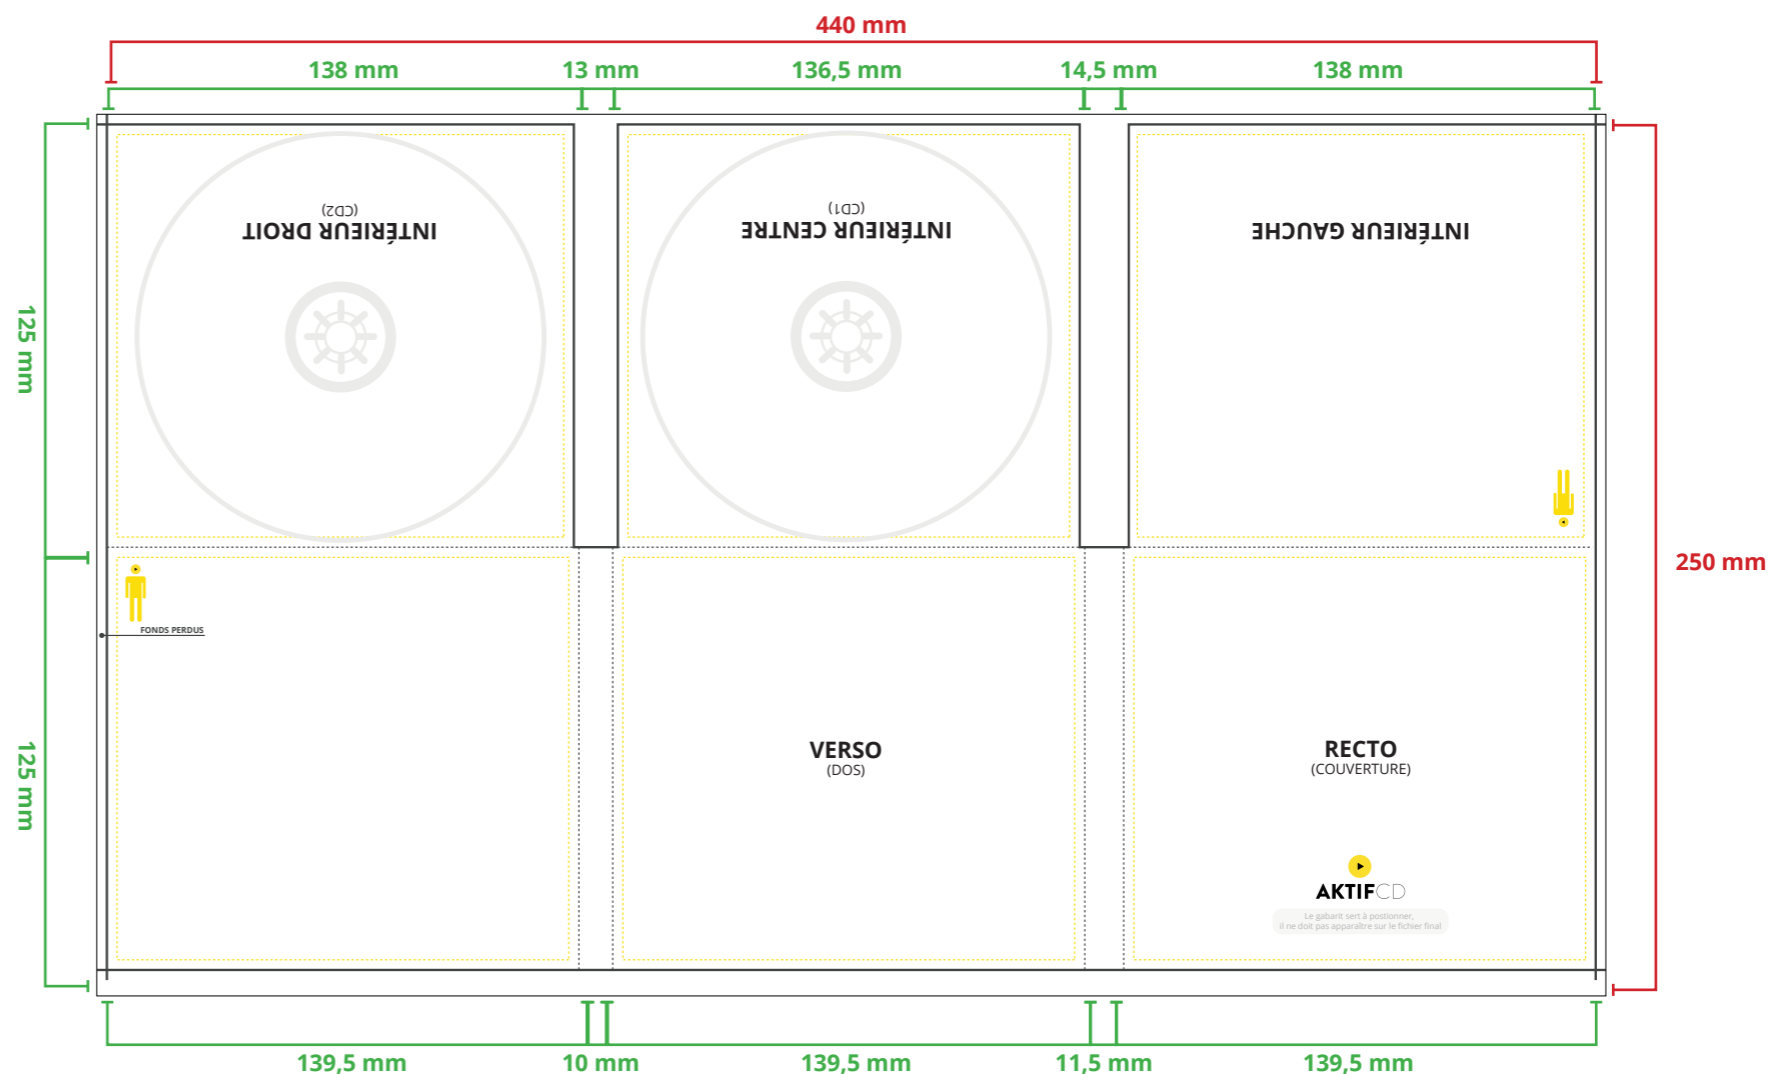 440 mm
138 mm
13 mm
136,5 mm
14,5 mm
138 mm
(CD2)
INTÉRIEUR DROIT
(CD1)
INTÉRIEUR CENTRE
INTÉRIEUR GAUCHE
125 mm
250 mm
FONDS PERDUS
125 mm
VERSO
(DOS)
RECTO
(COUVERTURE)
AKTIFCD
Le gabarit sert à postionner,
il ne doit pas apparaître sur le fichier final
139,5 mm
10 mm
139,5 mm
11,5 mm
139,5 mm